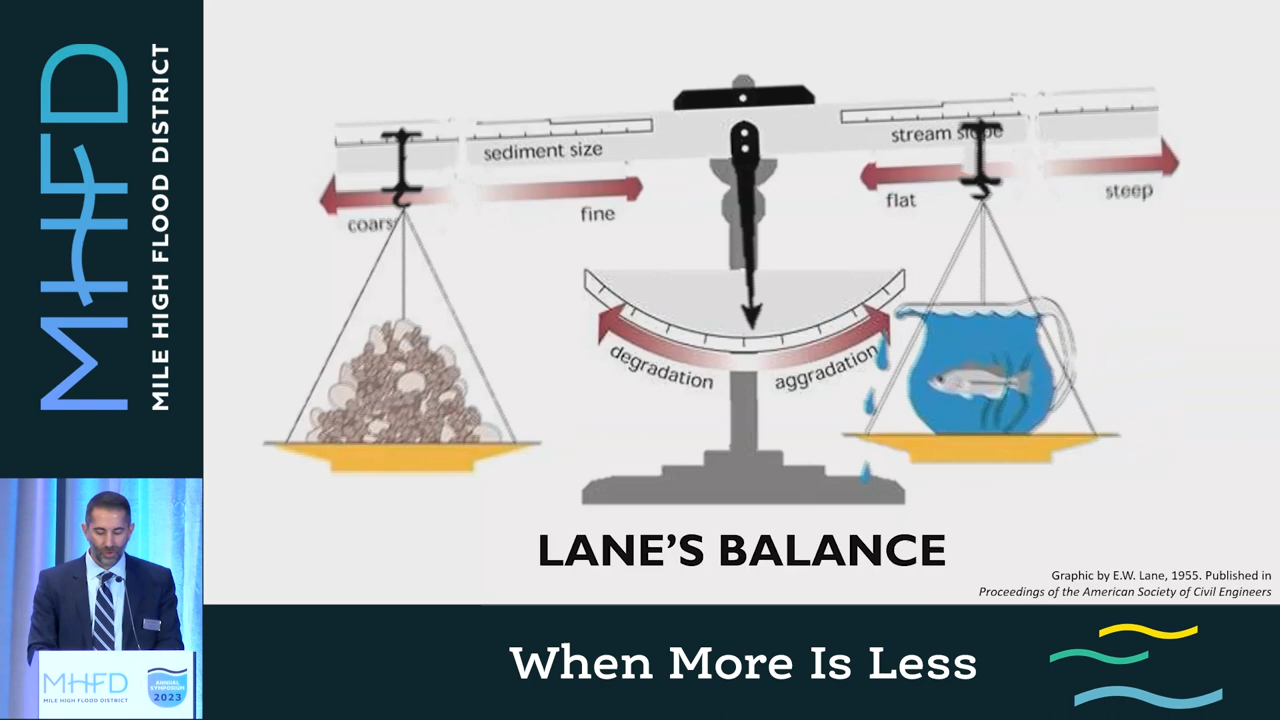 MHFD
MILE HIGH FLOOD DISTRICT
sediment size
stream slope
coarse
fine
flat
steep
degradation
aggradation
LANE'S BALANCE
Graphic by E.W. Lane, 1955. Published in
Proceedings of the American Society of Civil Engineers
When More Is Less
MHFD
MILE HIGH FLOOD DISTRICT
ANNUAL
SYMPOSIUM
2023